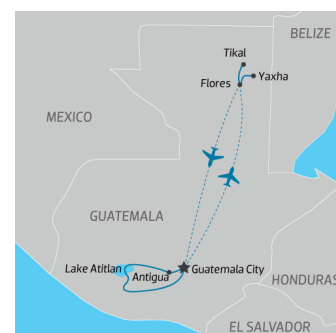 BELIZE
Tikal
Yaxha
Flores
MEXICO
GUATEMALA
Lake Atitlan
Guatemala City
Antigua
HONDURAS
EL SALVADOR